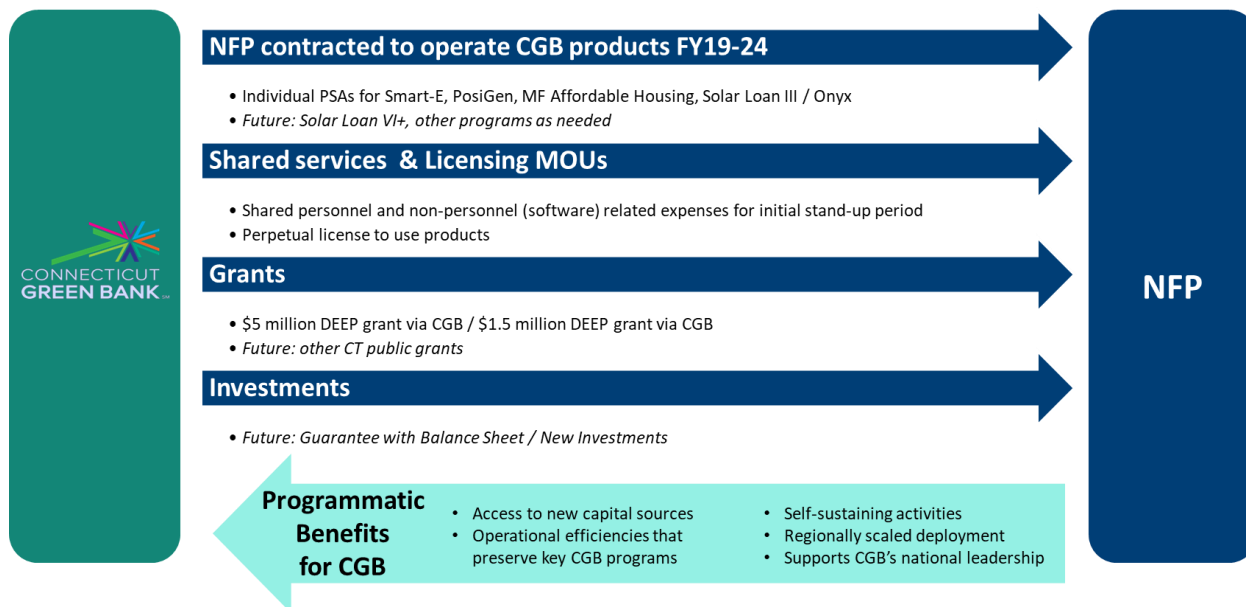 NFP contracted to operate CGB products FY19-24
• Individual PSAs for Smart-E, PosiGen, MF Affordable Housing, Solar Loan III / Onyx
• Future: Solar Loan VI+, other programs as needed
Shared services & Licensing MOUs
• Shared personnel and non-personnel (software) related expenses for initial stand-up period
• Perpetual license to use products
CONNECTICUT
GREEN BANK
Grants
• $5 million DEEP grant via CGB / $1.5 million DEEP grant via CGB
• Future: other CT public grants
NFP
Investments
• Future: Guarantee with Balance Sheet / New Investments
Programmatic
Benefits
for CGB
• Access to new capital sources
• Operational efficiencies that
preserve key CGB programs
• Self-sustaining activities
• Regionally scaled deployment
• Supports CGB’s national leadership